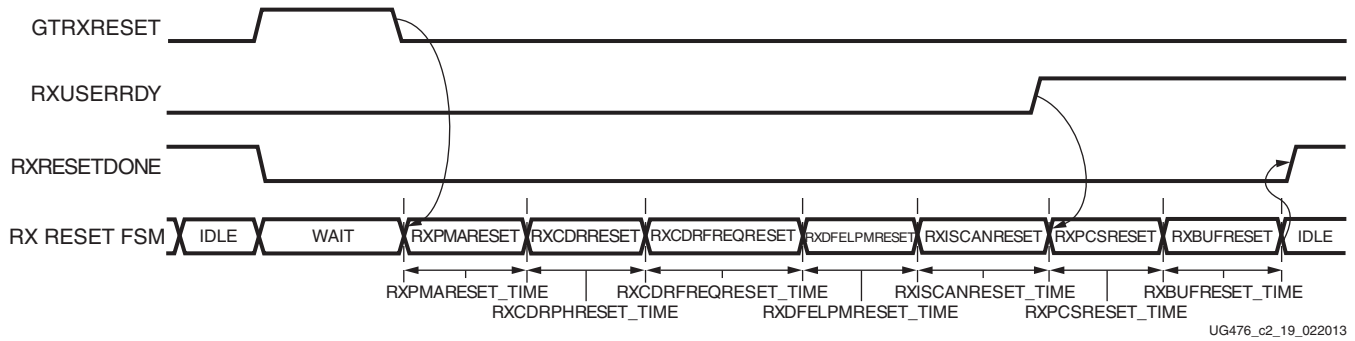 GTRXRESET
RXUSERRDY
RXRESETDONE
RX RESET FSM IDLE WAIT RXPMARESET RXCDRRESET RXCDRFREQRESET RXDFELPMRESET RXISCANRESET RXPCSRESET RXBUFRESET IDLE
RXPMARESET_TIME RXCDRFREQRESET_TIME RXISCANRESET_TIME RXBUFRESET_TIME
RXCDRPHRESET_TIME RXDFELPMRESET_TIME RXPCSRESET_TIME
UG476_c2_19_022013